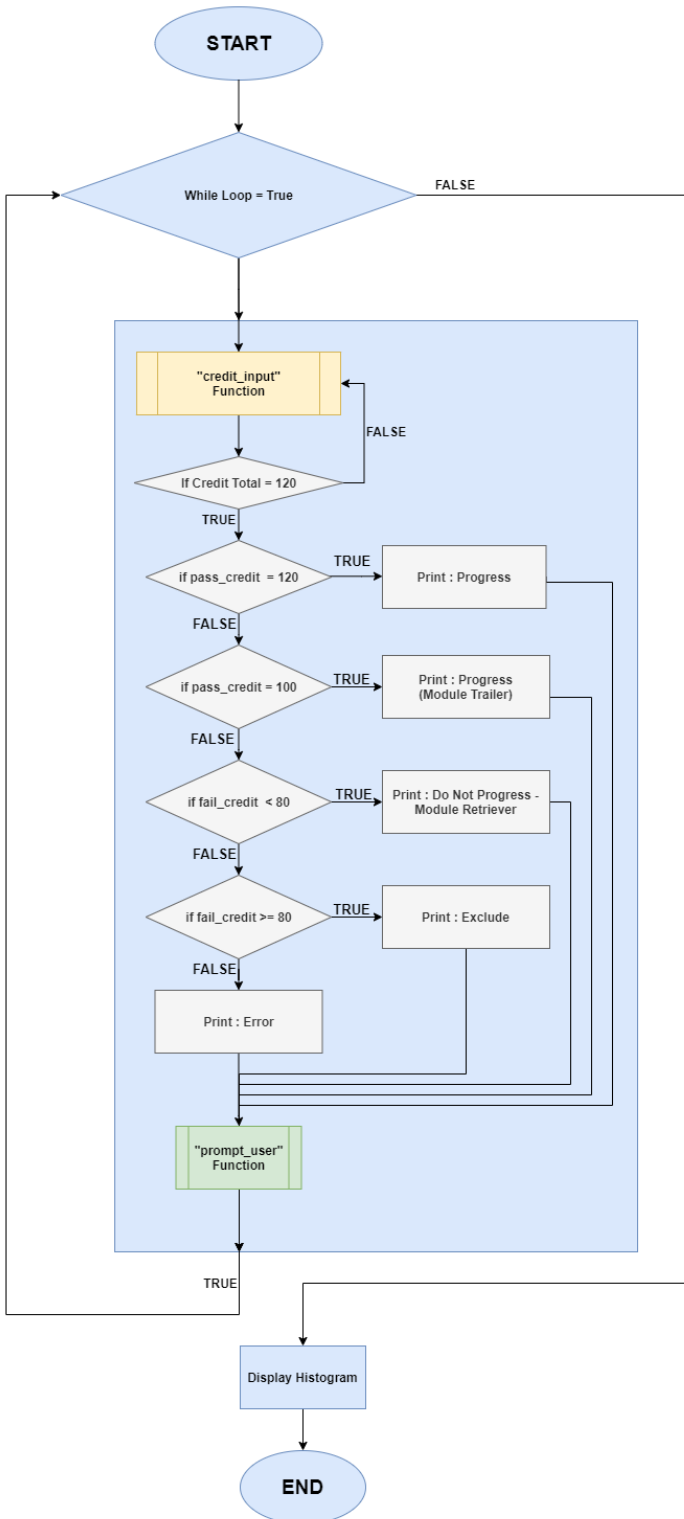 START
While Loop = True
FALSE
"credit_input"
Function
FALSE
If Credit Total = 120
TRUE
if pass_credit  = 120
TRUE
Print : Progress
FALSE
if pass_credit = 100
TRUE
Print : Progress
(Module Trailer)
FALSE
if fail_credit  < 80
TRUE
Print : Do Not Progress -
Module Retriever
FALSE
if fail_credit >= 80
TRUE
Print : Exclude
FALSE
Print : Error
"prompt_user"
Function
TRUE
Display Histogram
END